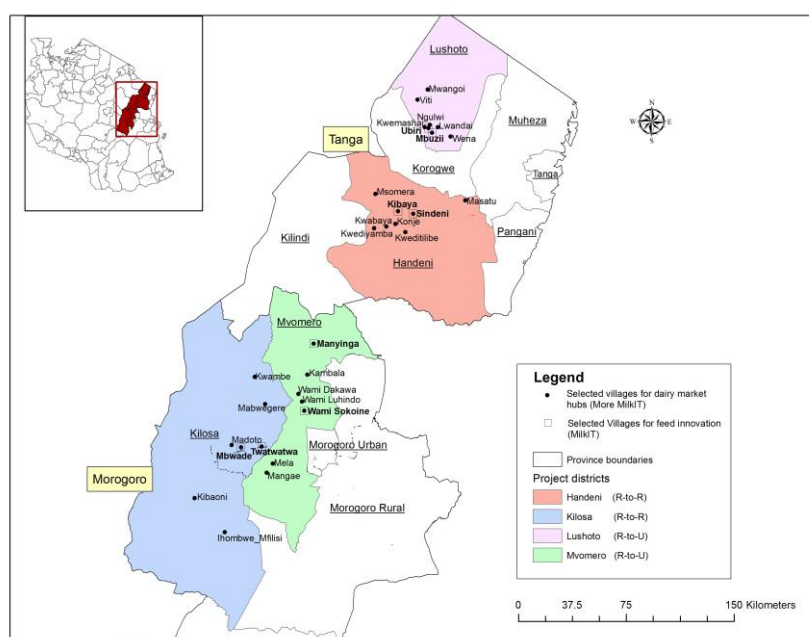 Lushoto
Mwangoi
Viti
Ngulwi
Kwemashai
Lwandai
Ubiri
Mbuzii
Wena
Muheza
Tanga
Korogwe
Tanga
N
W
E
S
Msomera
Masatu
Kibaya
Sindeni
Kwabaya
Konje
Kwediyamba
Kweditilibe
Pangani
Kilindi
Handeni
Mvomero
Manyinga
Kwambe
Kambala
Wami Dakawa
Wami Luhindo
Mabwegere
Wami Sokoine
Kilosa
Madoto
Twatwatwa
Morogoro Urban
Mbwade
Mela
Mangae
Morogoro
Kibaoni
Morogoro Rural
Ihombwe_Mfilisi
Legend
Selected villages for dairy market
hubs (More MilkIT)
Selected Villages for feed innovation
(MilkIT)
Province boundaries
Project districts
Handeni (R-to-R)
Kilosa (R-to-R)
Lushoto (R-to-U)
Mvomero (R-to-U)
0 37.5 75 150 Kilometers